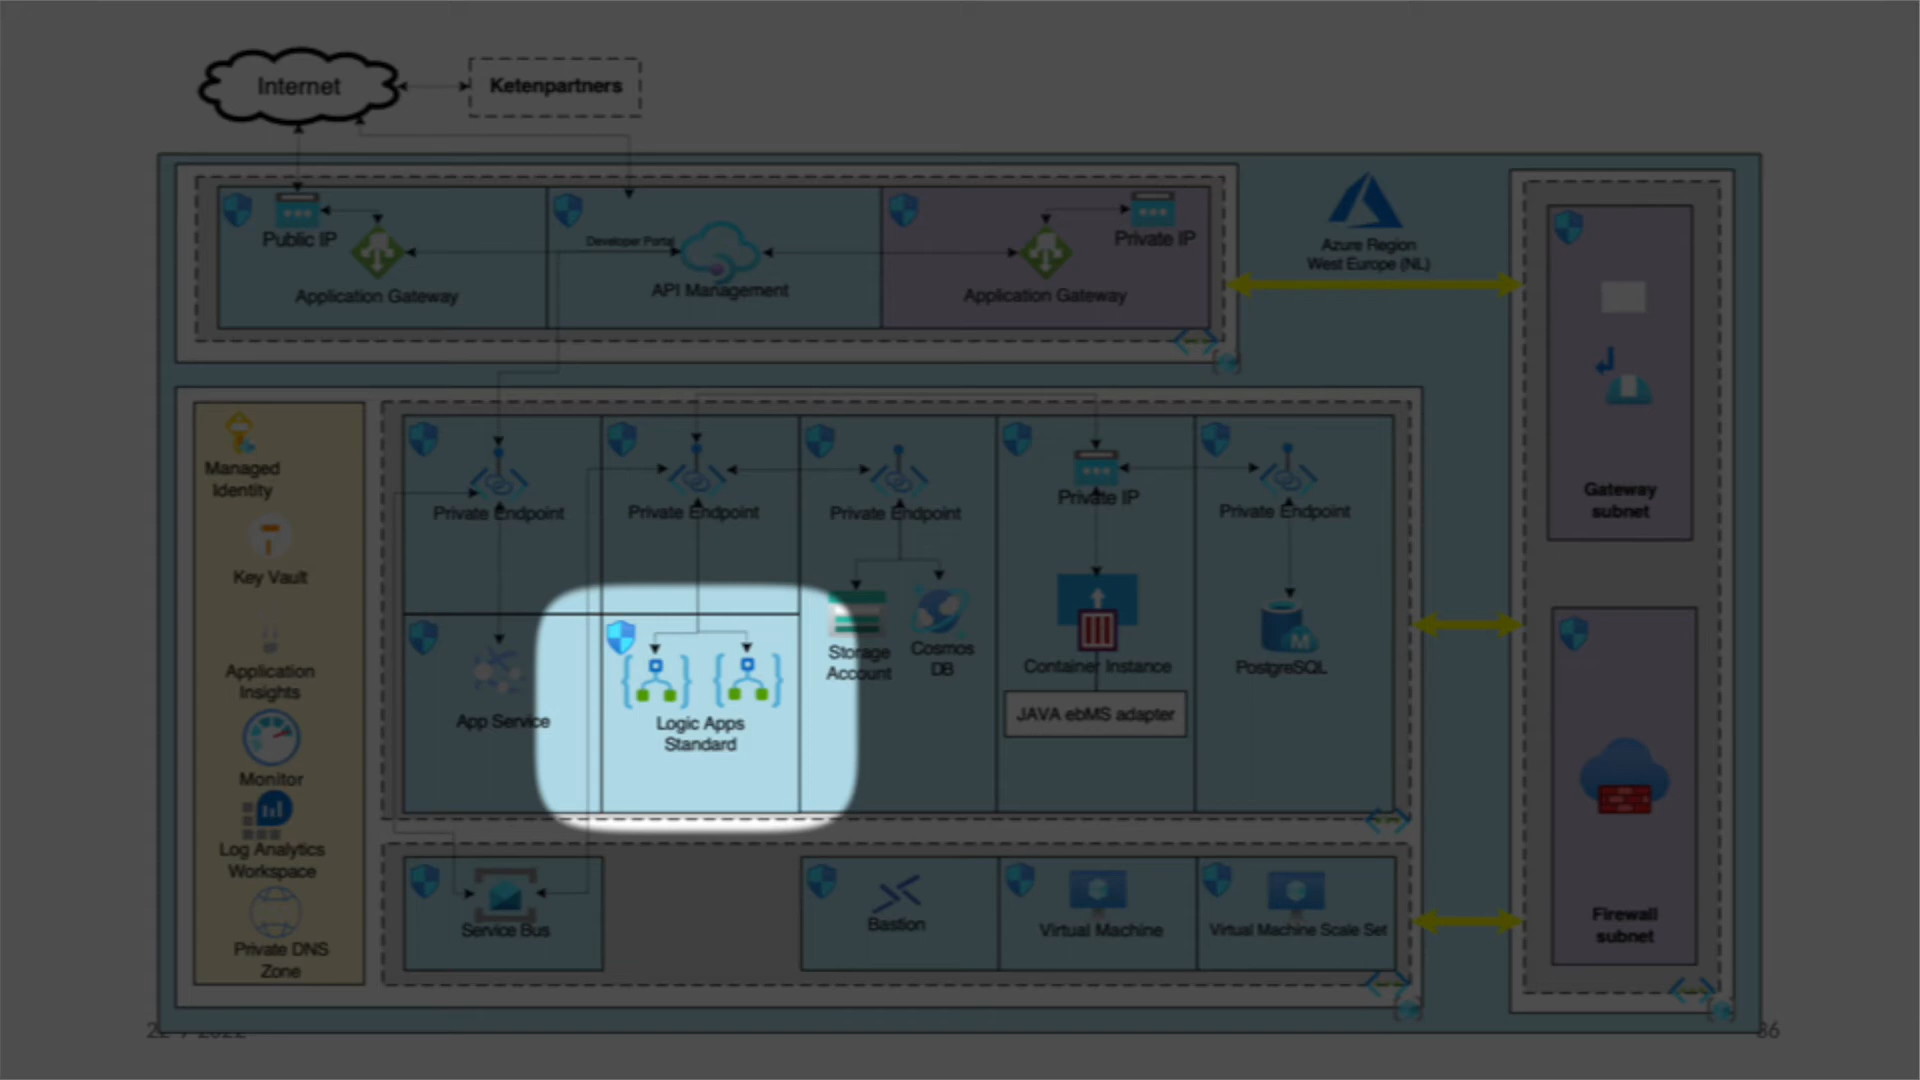 Internet
Ketenpartners
Public IP
Developer Portal
Private IP
Application Gateway
API Management
Application Gateway
Azure Region
West Europe (NL)
Managed
Identity
Key Vault
Application
Insights
Monitor
Log Analytics
Workspace
Private DNS
Zone
Private Endpoint
Private Endpoint
Private Endpoint
Private IP
Private Endpoint
App Service
Logic Apps
Standard
Storage
Account
Cosmos
DB
Container Instance
JAVA ebMS adapter
PostgreSQL
M
Service Bus
Bastion
Virtual Machine
Virtual Machine Scale Set
Gateway
subnet
Firewall
subnet